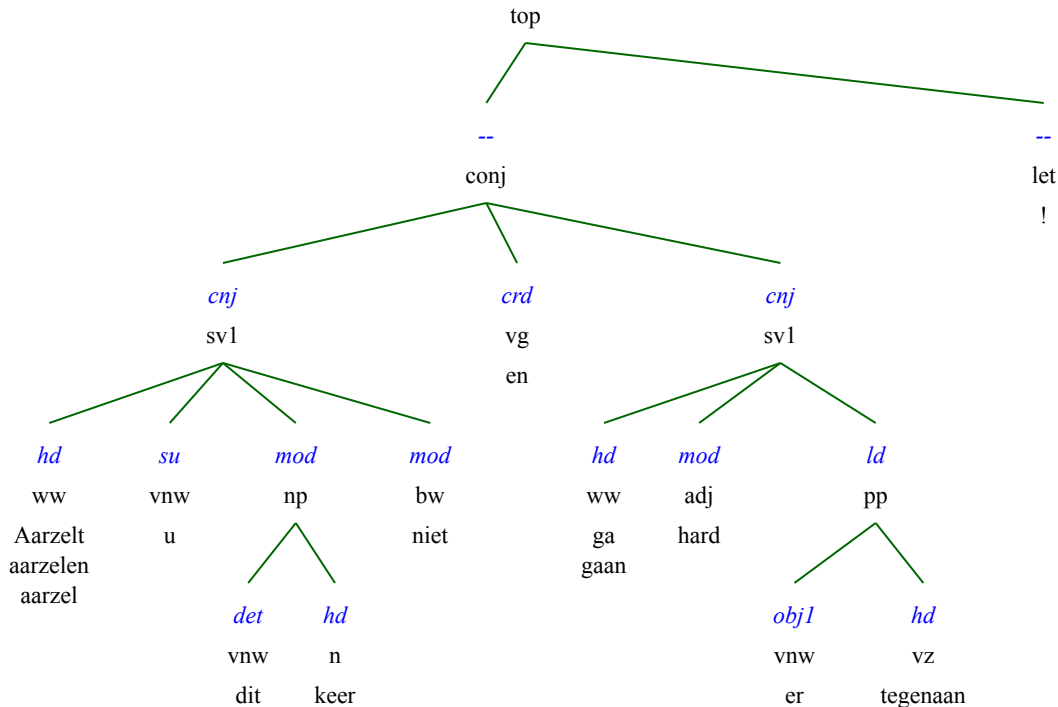 top
-- --
conj let
!
cnj crd cnj
sv1 vg sv1
en
hd su mod mod hd mod ld
ww vnw np bw ww adj pp
Aarzelt u niet ga hard
aarzelen gaan
aarzel
det hd obj1 hd
vnw n vnw vz
dit keer er tegenaan